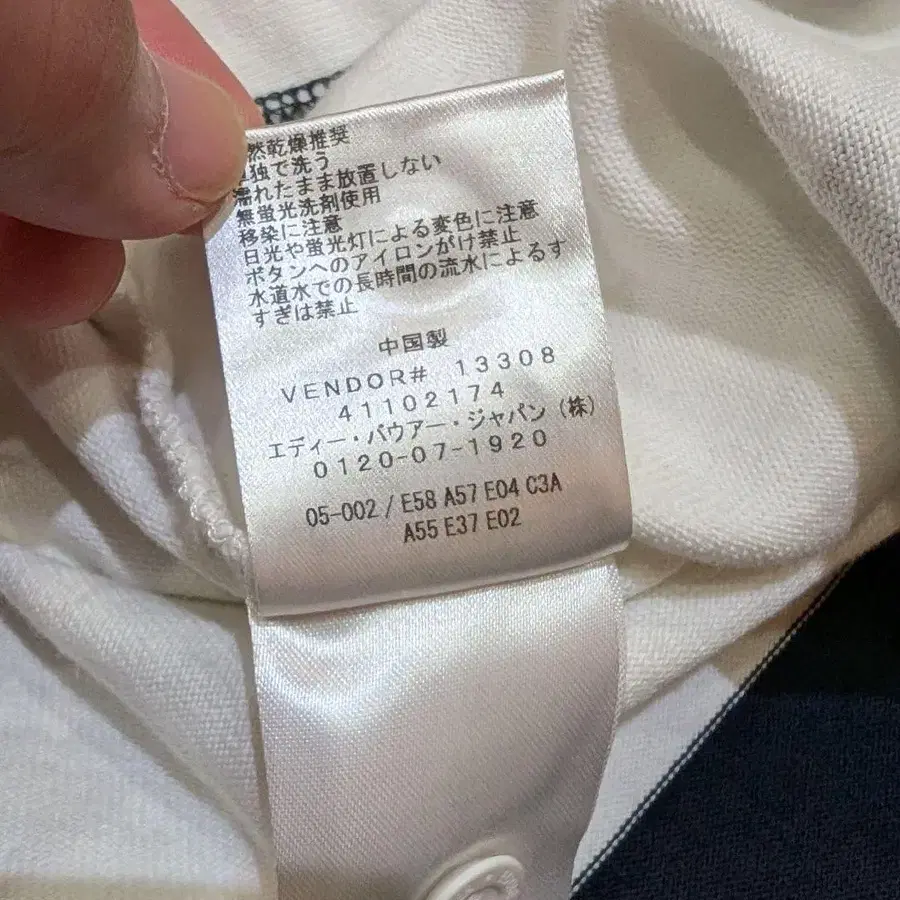 然乾燥推奨
独で洗う
濡れたまま放置しない
無蛍光洗剤使用
移染に注意
日光や蛍光灯による変色に注意
ボタンへのアイロンがけ禁止
水道水での長時間の流水によるす
すぎは禁止
中国製
VENDOR# 13308
41102174
エディー・バウアー・ジャパン(株)
0120-07-1920
05-002 / E58 A57 E04 C3A
A55 E37 E02